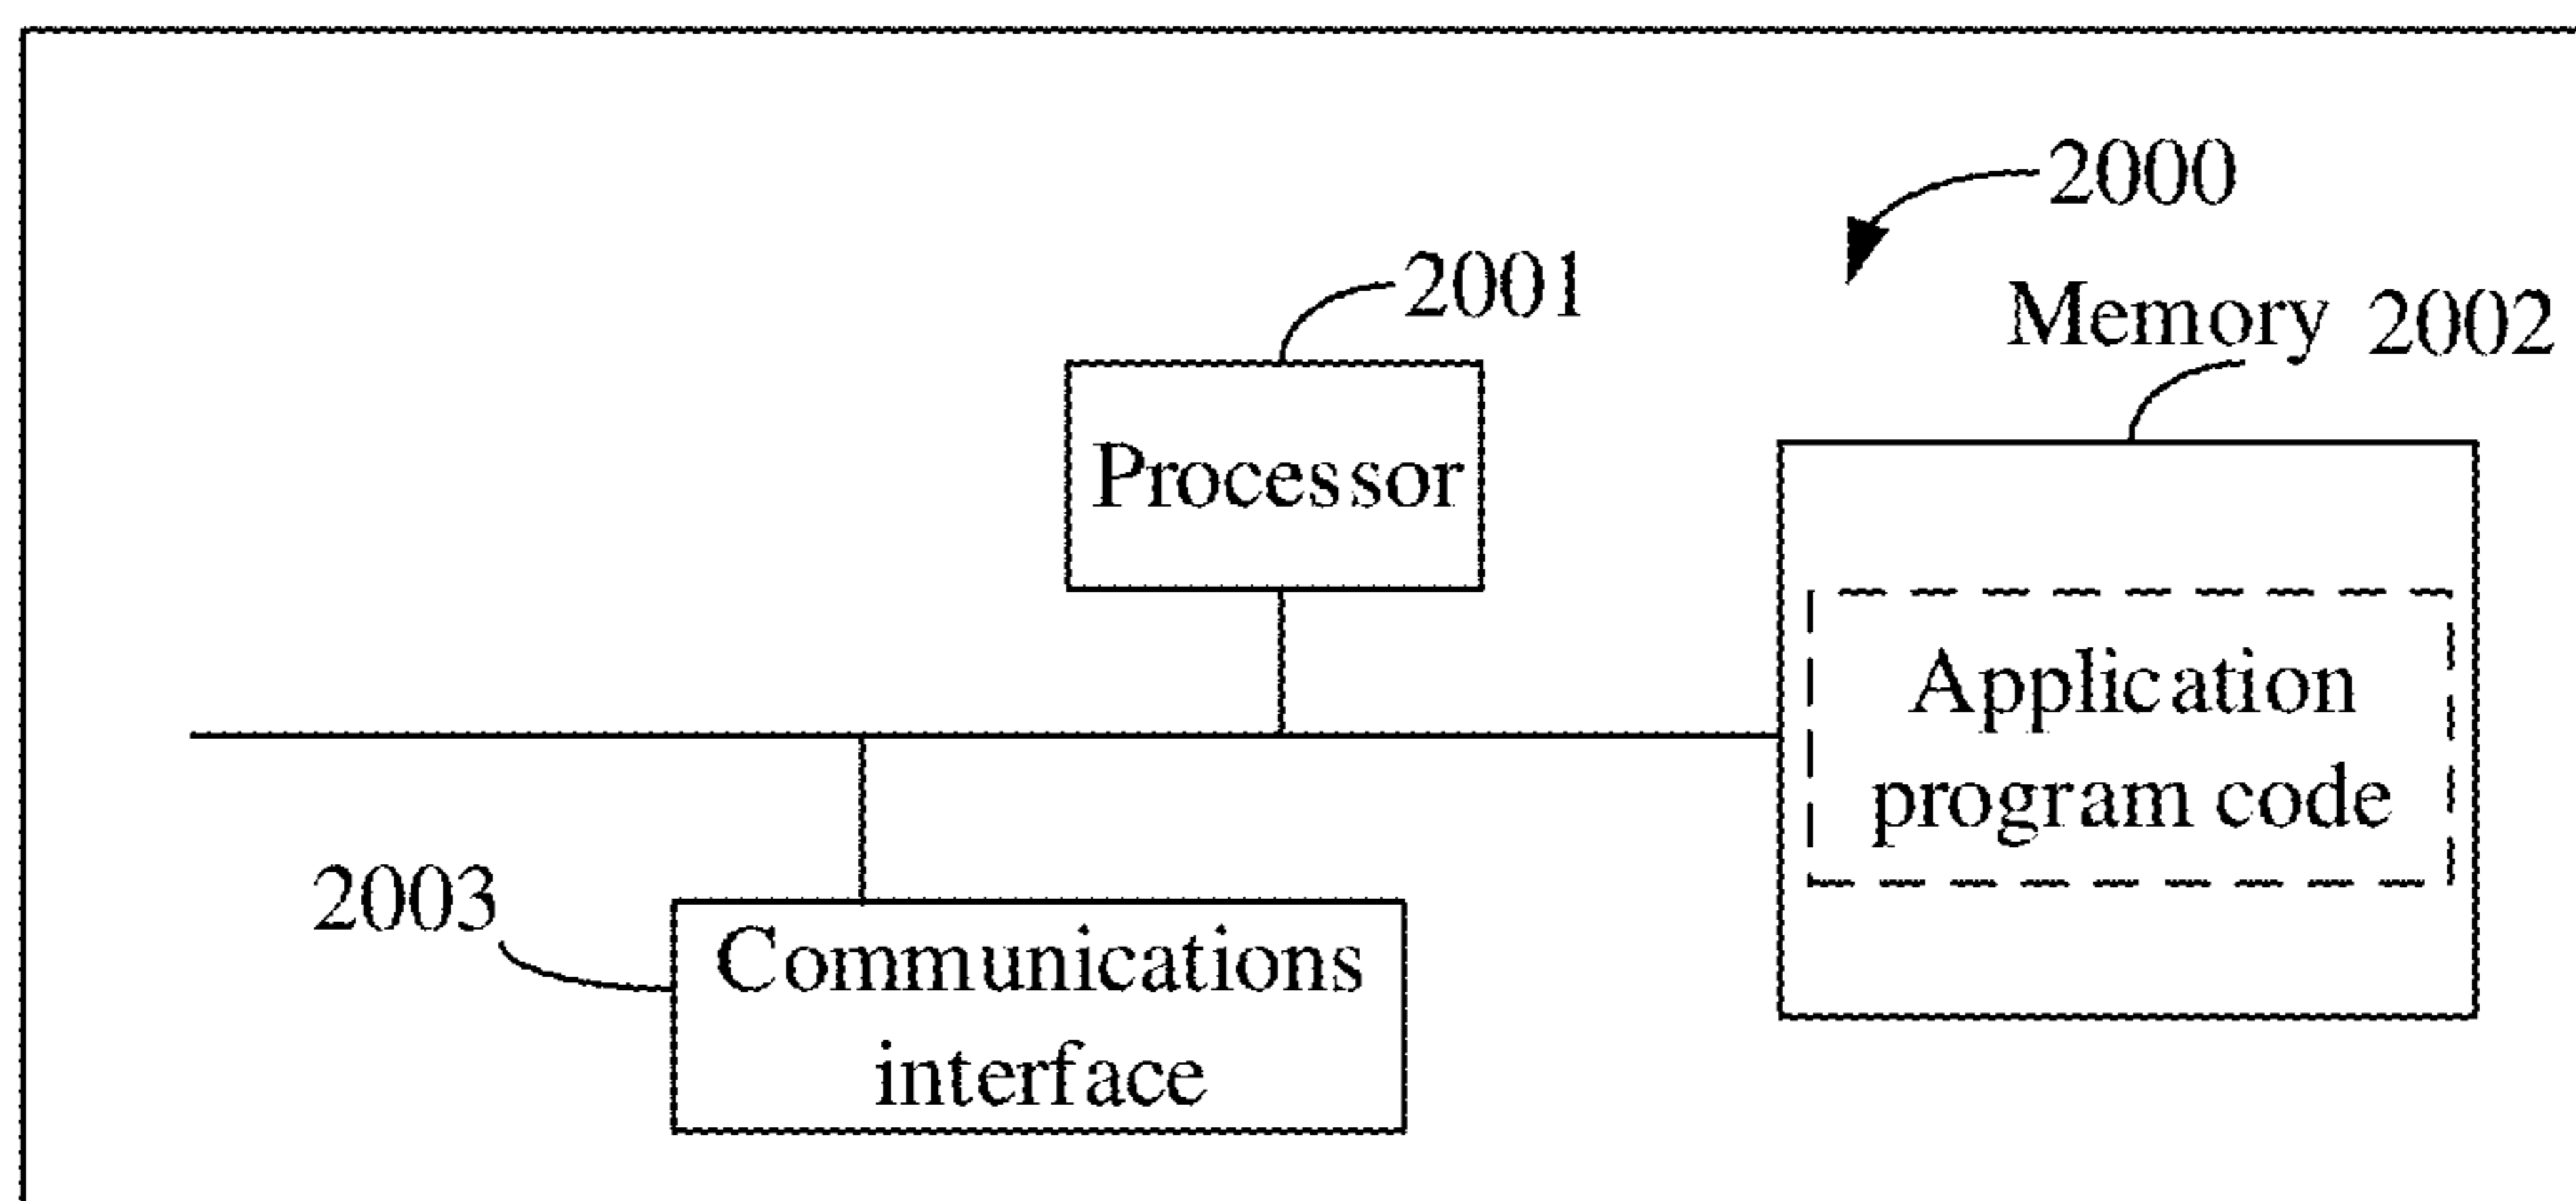 2000
2001
Memory 2002
Processor
Application
program code
2003
Communications
interface